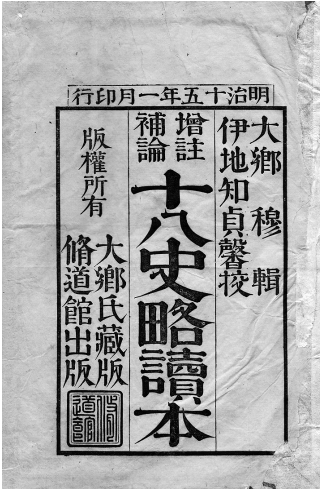 明治十五年一月印行
大鄉穆輯
伊地知貞馨挍
增註
補論
十八史略讀本
版權所有
大鄉氏藏版
脩道館出版